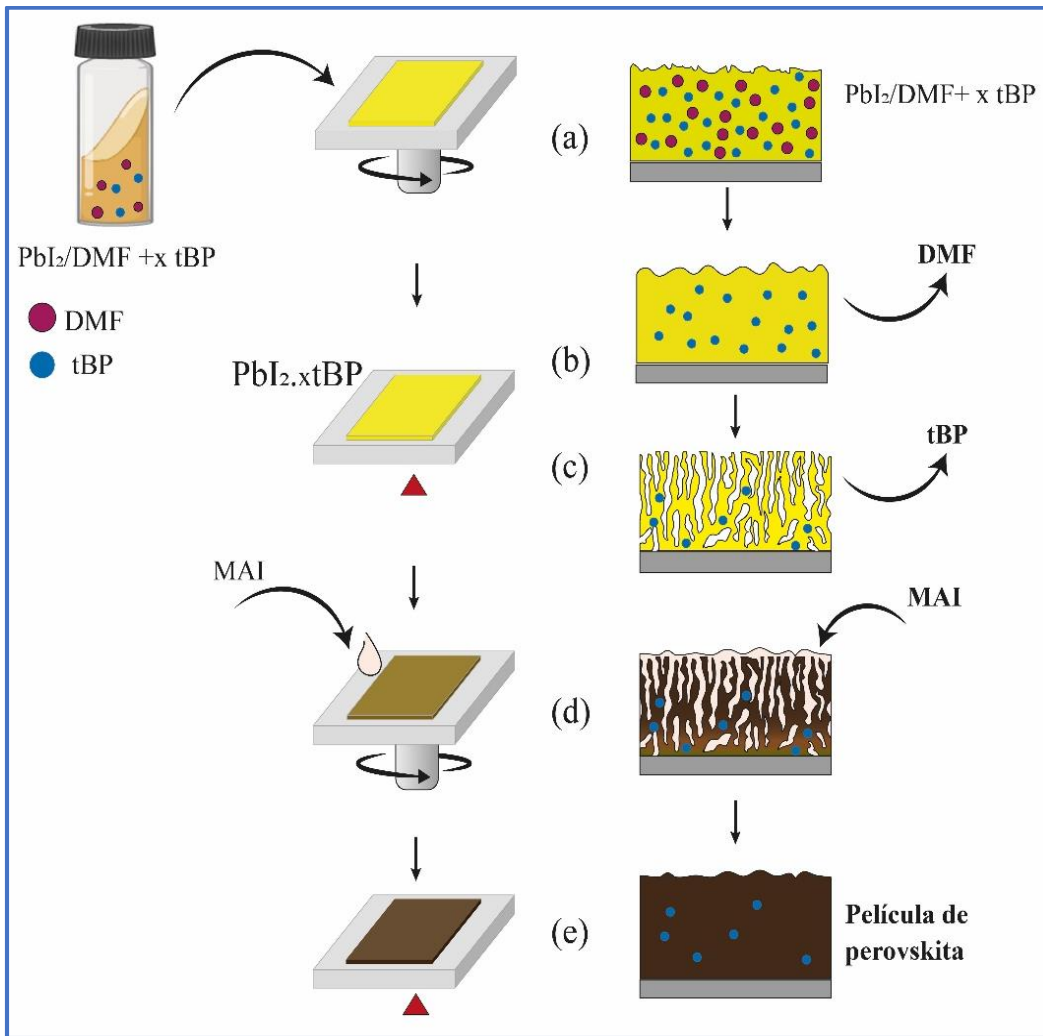 PbI₂/DMF +x tBP
DMF
tBP
(a)
PbI₂/DMF+ x tBP
DMF
PbI₂.xtBP
(b)
tBP
(c)
MAI
MAI
(d)
(e)
Película de
perovskita